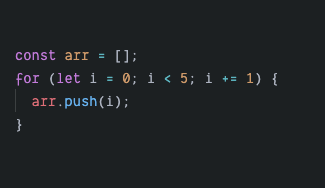 const arr = [];
for (let i = 0; i < 5; i += 1) {
  arr.push(i);
}